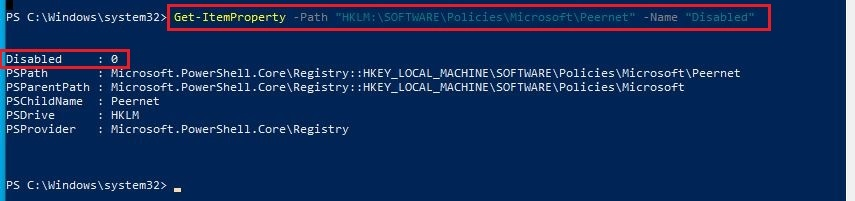 PS C:\Windows\system32> Get-ItemProperty -Path "HKLM:\SOFTWARE\Policies\Microsoft\Peernet" -Name "Disabled"
Disabled     : 0
PSPath       : Microsoft.PowerShell.Core\Registry::HKEY_LOCAL_MACHINE\SOFTWARE\Policies\Microsoft\Peernet
PSParentPath : Microsoft.PowerShell.Core\Registry::HKEY_LOCAL_MACHINE\SOFTWARE\Policies\Microsoft
PSChildName  : Peernet
PSDrive      : HKLM
PSProvider   : Microsoft.PowerShell.Core\Registry
PS C:\Windows\system32>